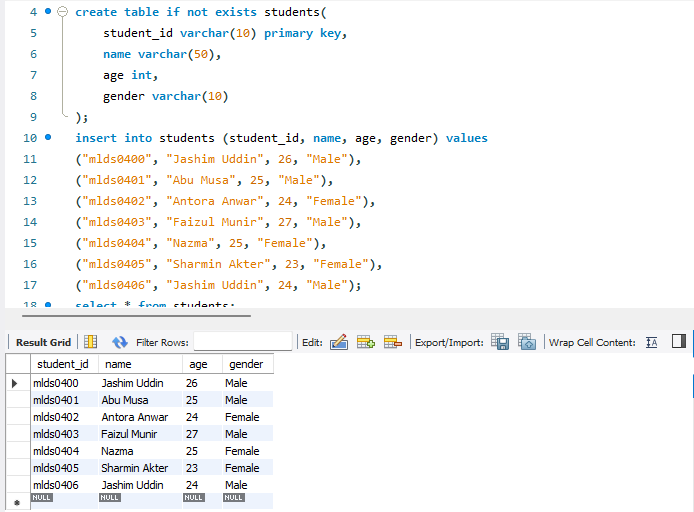 4 create table if not exists students(
5 student_id varchar(10) primary key,
6 name varchar(50),
7 age int,
8 gender varchar(10)
9 );
10 insert into students (student_id, name, age, gender) values
11 ("mlds0400", "Jashim Uddin", 26, "Male"),
12 ("mlds0401", "Abu Musa", 25, "Male"),
13 ("mlds0402", "Antora Anwar", 24, "Female"),
14 ("mlds0403", "Faizul Munir", 27, "Male"),
15 ("mlds0404", "Nazma", 25, "Female"),
16 ("mlds0405", "Sharmin Akter", 23, "Female"),
17 ("mlds0406", "Jashim Uddin", 24, "Male");
18 select * from students;
Result Grid Filter Rows: Edit: Export/Import: Wrap Cell Content: IA
student_id name age gender
mlds0400 Jashim Uddin 26 Male
mlds0401 Abu Musa 25 Male
mlds0402 Antora Anwar 24 Female
mlds0403 Faizul Munir 27 Male
mlds0404 Nazma 25 Female
mlds0405 Sharmin Akter 23 Female
mlds0406 Jashim Uddin 24 Male
NULL NULL NULL NULL